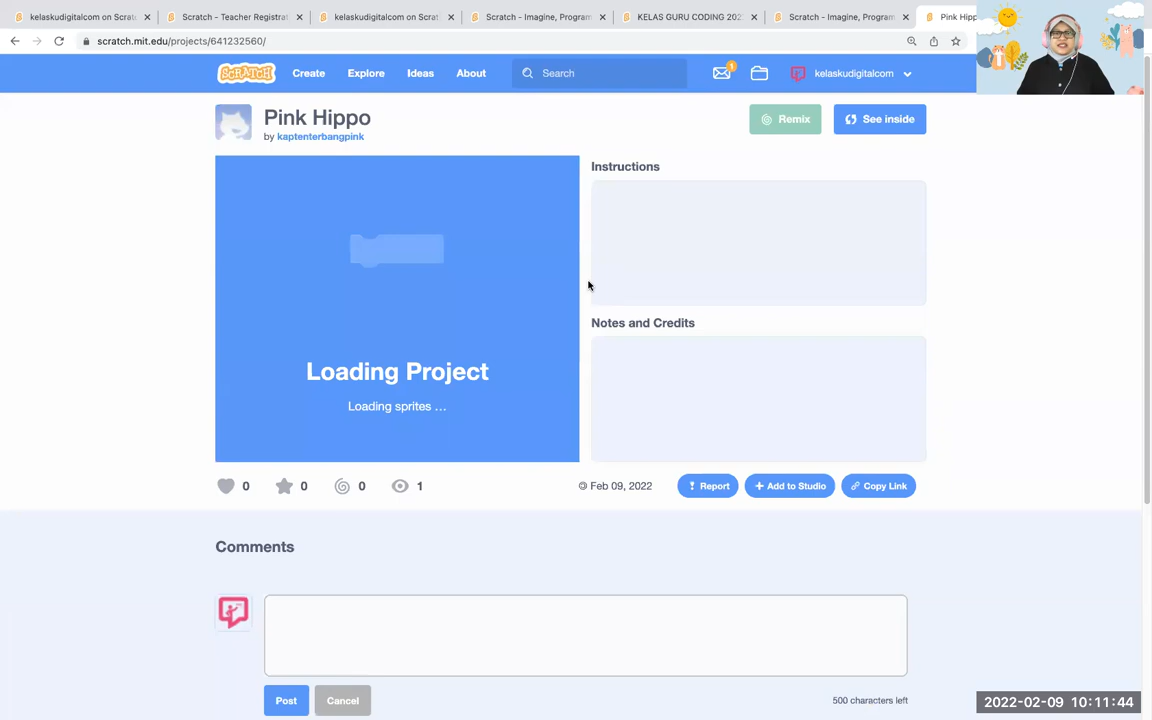 kelaskudigitalcom on Scrat
Scratch - Teacher Registrat
kelaskudigitalcom on Scrat
Scratch - Imagine, Program
KELAS GURU CODING 202
Scratch - Imagine, Program
Pink Hipp
scratch.mit.edu/projects/641232560/
SCRATCH
Create
Explore
Ideas
About
Search
1
kelaskudigitalcom
Pink Hippo
by kaptenterbangpink
Remix
See inside
Instructions
Loading Project
Loading sprites …
Notes and Credits
0
0
0
1
© Feb 09, 2022
Report
Add to Studio
Copy Link
Comments
Post
Cancel
500 characters left
2022-02-09 10:11:44